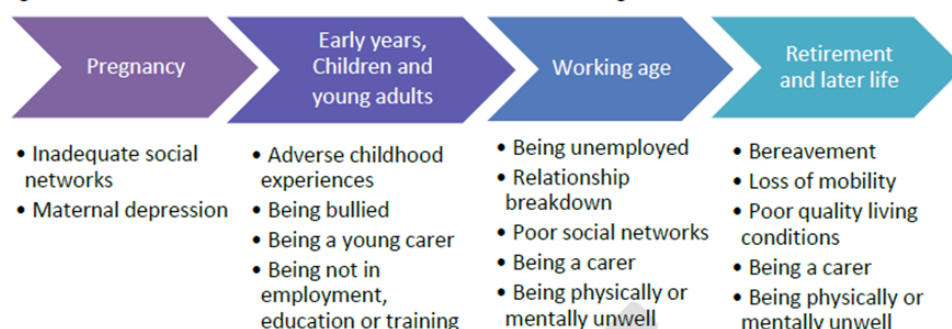 Pregnancy
Early years,
Children and
young adults
Working age
Retirement
and later life
• Inadequate social
networks
• Maternal depression
• Adverse childhood
experiences
• Being bullied
• Being a young carer
• Being not in
employment,
education or training
• Being unemployed
• Relationship
breakdown
• Poor social networks
• Being a carer
• Being physically or
mentally unwell
• Bereavement
• Loss of mobility
• Poor quality living
conditions
• Being a carer
• Being physically or
mentally unwell